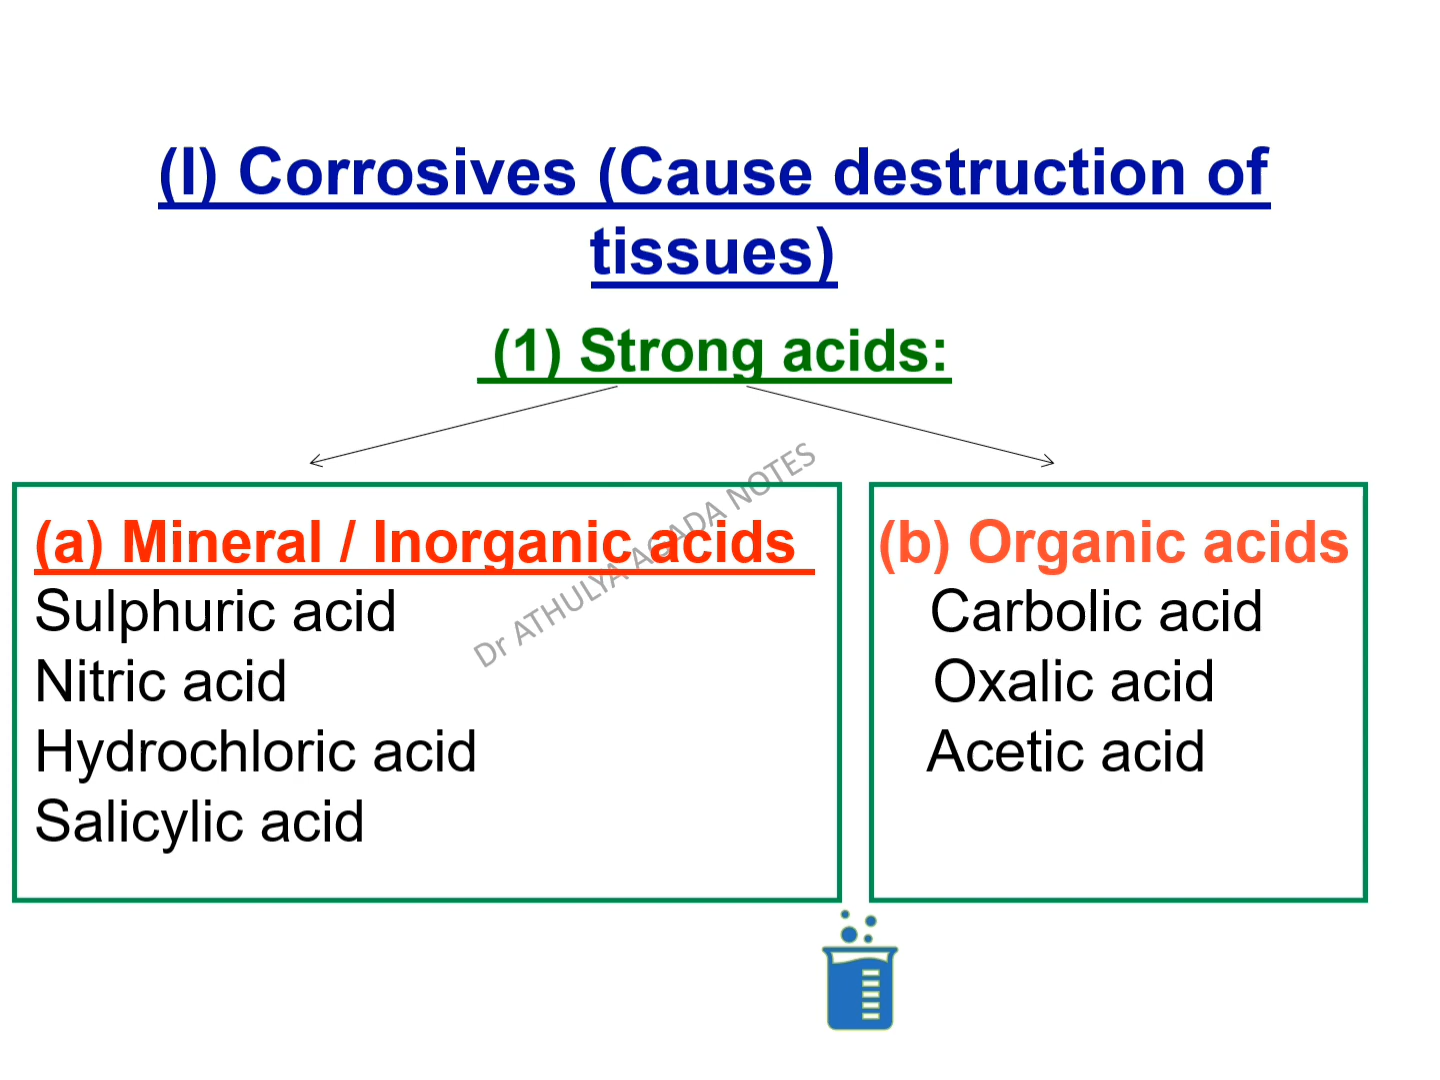 (I) Corrosives (Cause destruction of
tissues)
(1) Strong acids:
(a) Mineral / Inorganic acids
Sulphuric acid
Nitric acid
Hydrochloric acid
Salicylic acid
(b) Organic acids
Carbolic acid
Oxalic acid
Acetic acid
Dr ATHULYA AGADA NOTES